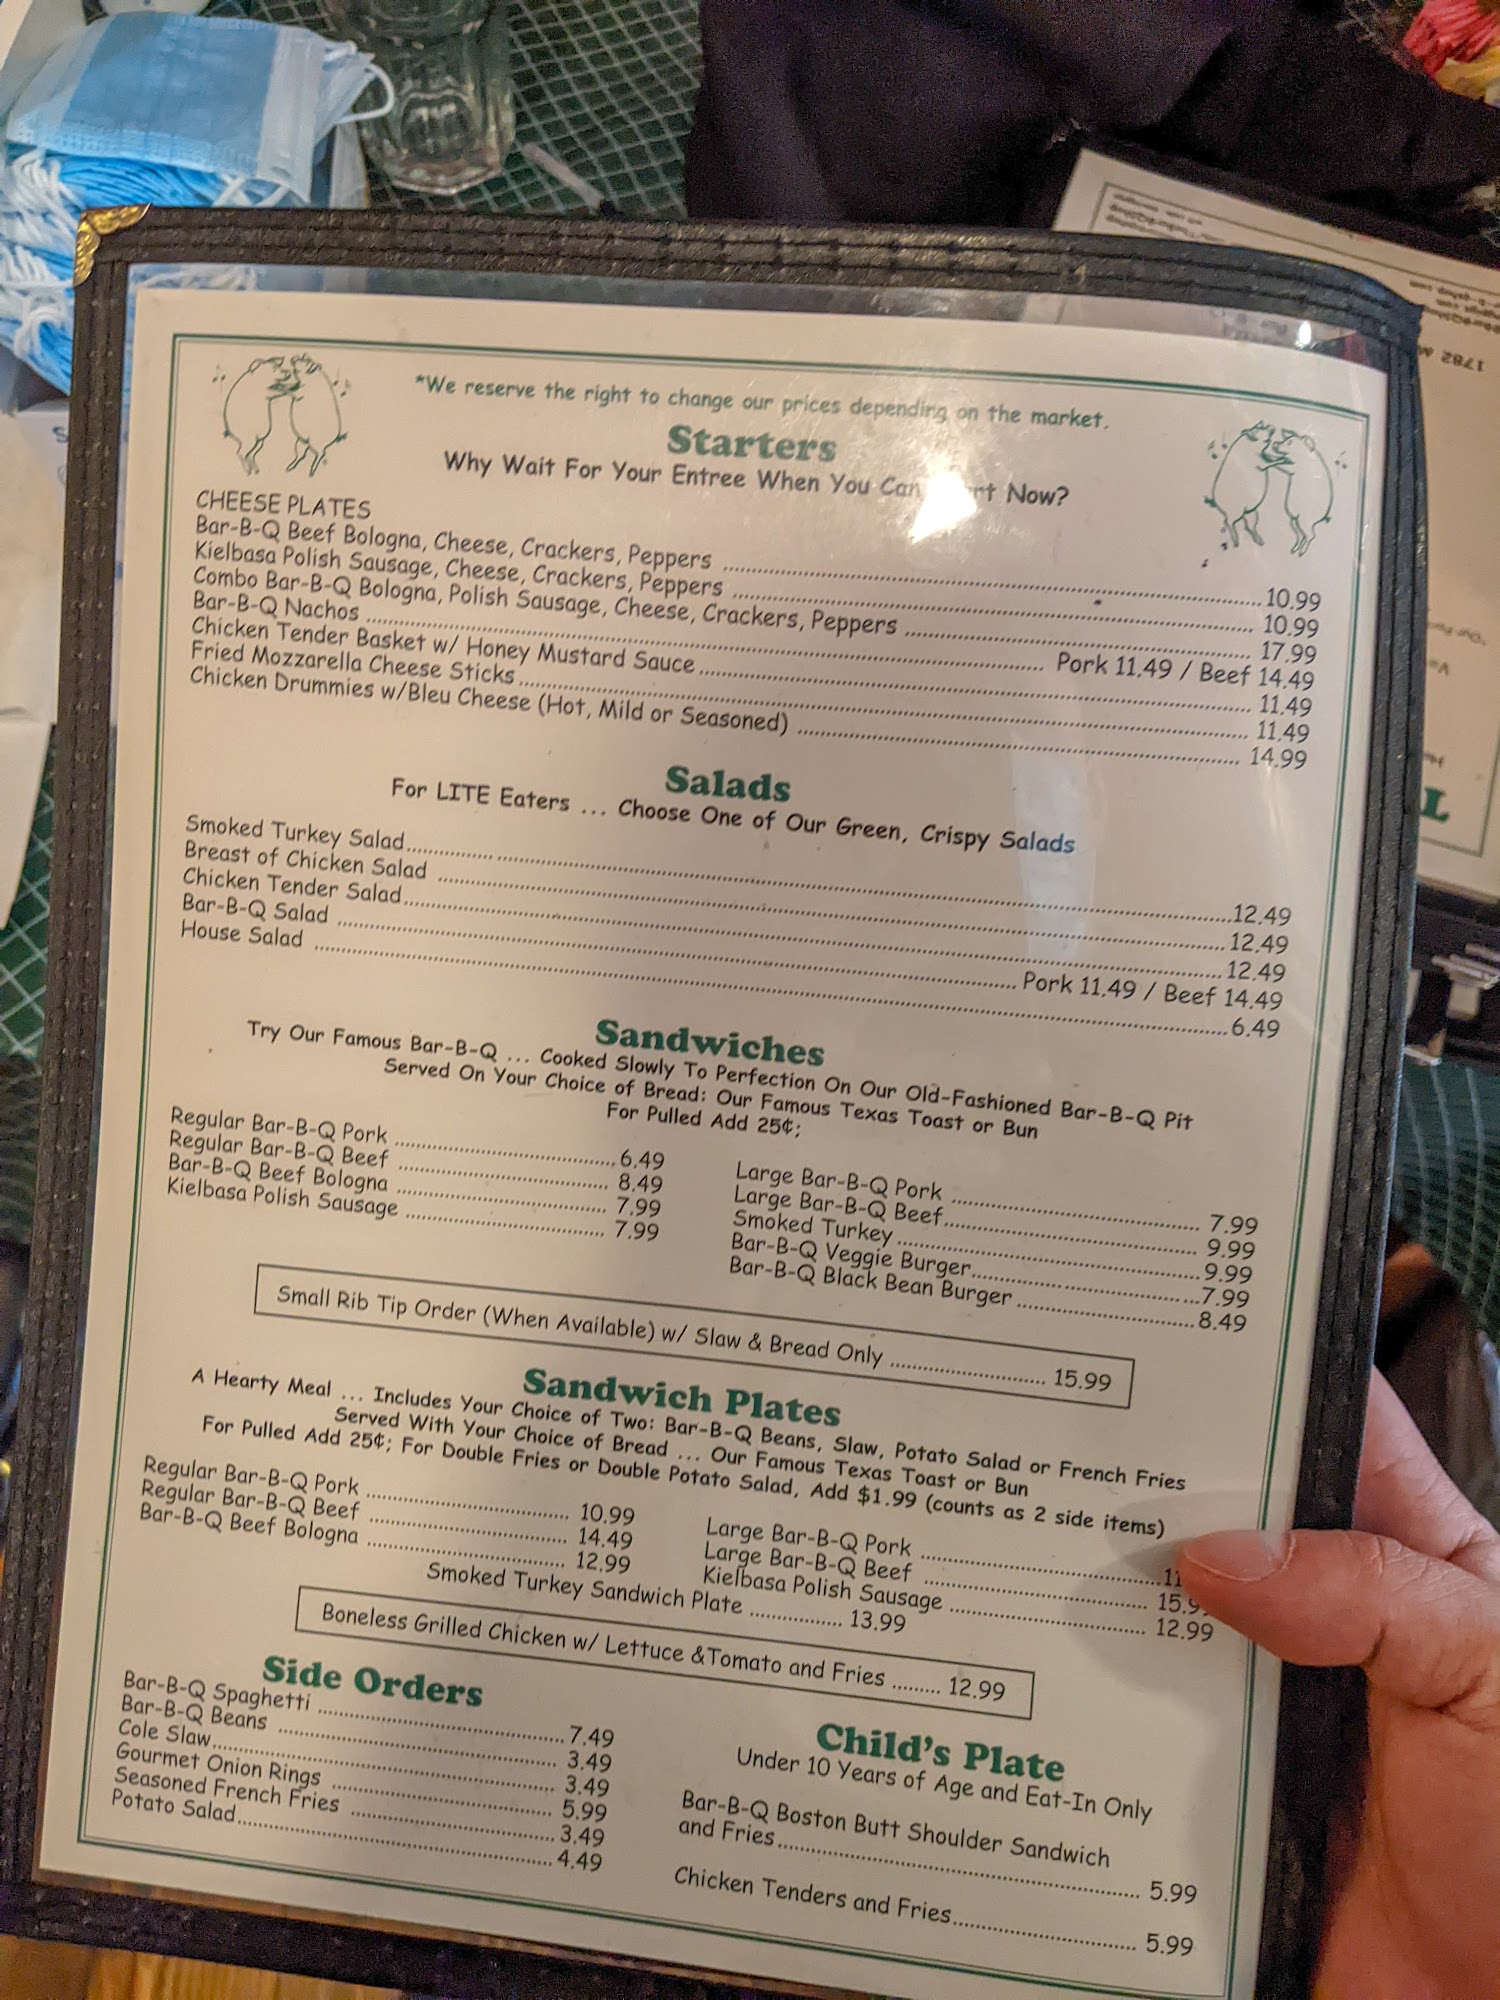 *We reserve the right to change our prices depending on the market.
Starters
Why Wait For Your Entree When You Can Now?
CHEESE PLATES
Bar-B-Q Beef Bologna, Cheese, Crackers, Peppers 10.99
Kielbasa Polish Sausage, Cheese, Crackers, Peppers 10.99
Combo Bar-B-Q Bologna, Polish Sausage, Cheese, Crackers, Peppers 17.99
Bar-B-Q Nachos Pork 11.49 / Beef 14.49
Chicken Tender Basket w/ Honey Mustard Sauce 11.49
Fried Mozzarella Cheese Sticks 11.49
Chicken Drummies w/Bleu Cheese (Hot, Mild or Seasoned) 14.99
Salads
For LITE Eaters ... Choose One of Our Green, Crispy Salads
Smoked Turkey Salad 12.49
Breast of Chicken Salad 12.49
Chicken Tender Salad 12.49
Bar-B-Q Salad Pork 11.49 / Beef 14.49
House Salad 6.49
Sandwiches
Try Our Famous Bar-B-Q ... Cooked Slowly To Perfection On Our Old-Fashioned Bar-B-Q Pit
Served On Your Choice of Bread: Our Famous Texas Toast or Bun
For Pulled Add 25¢;
Regular Bar-B-Q Pork 6.49
Regular Bar-B-Q Beef 8.49
Bar-B-Q Beef Bologna 7.99
Kielbasa Polish Sausage 7.99
Large Bar-B-Q Pork 7.99
Large Bar-B-Q Beef 9.99
Smoked Turkey 9.99
Bar-B-Q Veggie Burger 7.99
Bar-B-Q Black Bean Burger 8.49
Small Rib Tip Order (When Available) w/ Slaw & Bread Only 15.99
Sandwich Plates
A Hearty Meal ... Includes Your Choice of Two: Bar-B-Q Beans, Slaw, Potato Salad or French Fries
Served With Your Choice of Bread ... Our Famous Texas Toast or Bun
For Pulled Add 25¢; For Double Fries or Double Potato Salad, Add $1.99 (counts as 2 side items)
Regular Bar-B-Q Pork 10.99
Regular Bar-B-Q Beef 14.49
Bar-B-Q Beef Bologna 12.99
Large Bar-B-Q Pork
Large Bar-B-Q Beef
Kielbasa Polish Sausage 12.99
Smoked Turkey Sandwich Plate 13.99
Boneless Grilled Chicken w/ Lettuce &Tomato and Fries 12.99
Side Orders
Bar-B-Q Spaghetti 7.49
Bar-B-Q Beans 3.49
Cole Slaw 3.49
Gourmet Onion Rings 5.99
Seasoned French Fries 3.49
Potato Salad 4.49
Child's Plate
Under 10 Years of Age and Eat-In Only
Bar-B-Q Boston Butt Shoulder Sandwich
and Fries 5.99
Chicken Tenders and Fries 5.99
1782